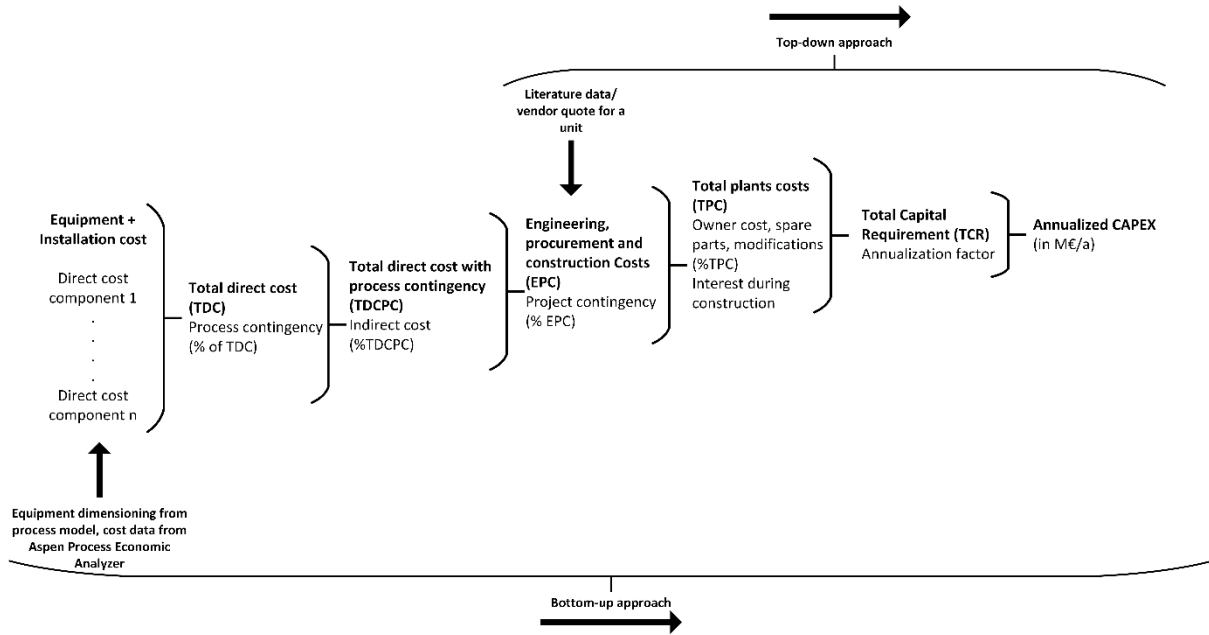 Top-down approach
Literature data/
vendor quote for a
unit
Equipment +
Installation cost
Direct cost
component 1
.
.
.
.
Direct cost
component n
Total direct cost
(TDC)
Process contingency
(% of TDC)
Total direct cost with
process contingency
(TDCPC)
Indirect cost
(%TDCPC)
Engineering,
procurement and
construction Costs
(EPC)
Project contingency
(% EPC)
Total plants costs
(TPC)
Owner cost, spare
parts, modifications
(%TPC)
Interest during
construction
Total Capital
Requirement (TCR)
Annualization factor
Annualized CAPEX
(in M€/a)
Equipment dimensioning from
process model, cost data from
Aspen Process Economic
Analyzer
Bottom-up approach